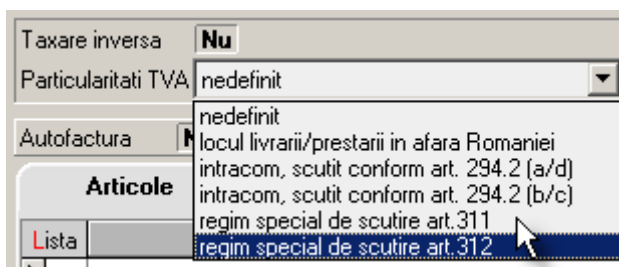 Taxare inversa Nu
Particularitati TVA nedefinit
nedefinit
Autofactura N locul livrarii/prestarii in afara Romaniei
intracom, scutit conform art. 294.2 (a/d)
Articole intracom, scutit conform art. 294.2 (b/c)
regim special de scutire art.311
Lista regim special de scutire art.312